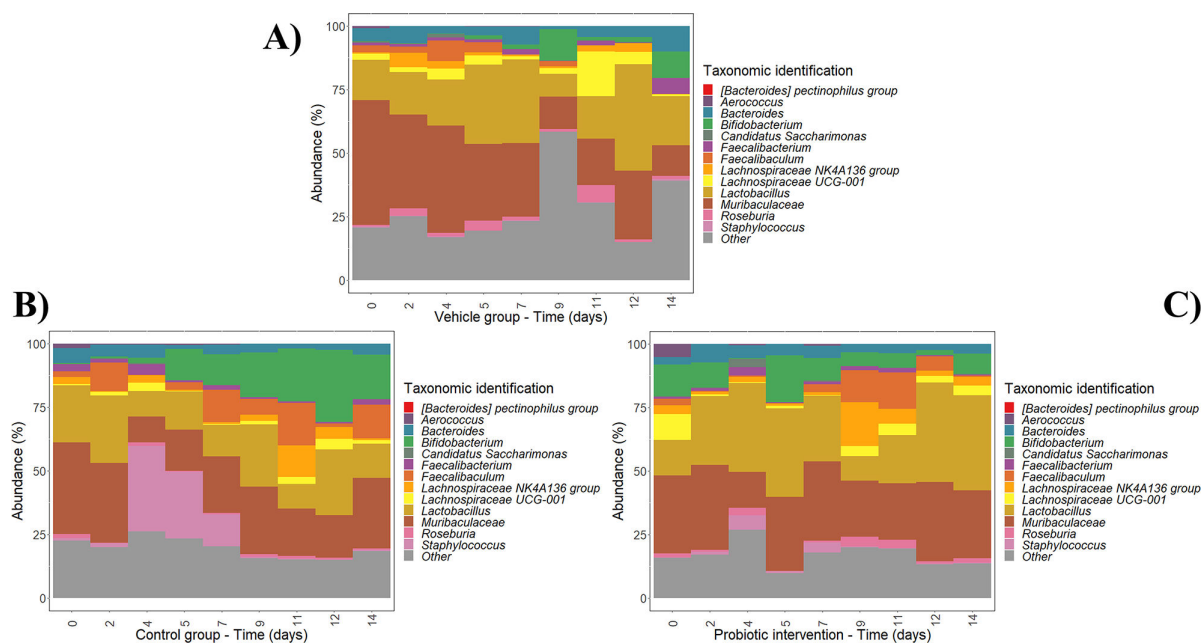 A)
100
75
50
25
0
Abundance (%)
0 2 4 5 7 9 11 12 14
Vehicle group - Time (days)
Taxonomic identification
[Bacteroides] pectinophilus group
Aerococcus
Bacteroides
Bifidobacterium
Candidatus Saccharimonas
Faecalibacterium
Faecalibaculum
Lachnospiraceae NK4A136 group
Lachnospiraceae UCG-001
Lactobacillus
Muribaculaceae
Roseburia
Staphylococcus
Other
B)
100
75
50
25
0
Abundance (%)
0 2 4 5 7 9 11 12 14
Control group - Time (days)
Taxonomic identification
[Bacteroides] pectinophilus group
Aerococcus
Bacteroides
Bifidobacterium
Candidatus Saccharimonas
Faecalibacterium
Faecalibaculum
Lachnospiraceae NK4A136 group
Lachnospiraceae UCG-001
Lactobacillus
Muribaculaceae
Roseburia
Staphylococcus
Other
C)
100
75
50
25
0
Abundance (%)
0 2 4 5 7 9 11 12 14
Probiotic intervention - Time (days)
Taxonomic identification
[Bacteroides] pectinophilus group
Aerococcus
Bacteroides
Bifidobacterium
Candidatus Saccharimonas
Faecalibacterium
Faecalibaculum
Lachnospiraceae NK4A136 group
Lachnospiraceae UCG-001
Lactobacillus
Muribaculaceae
Roseburia
Staphylococcus
Other